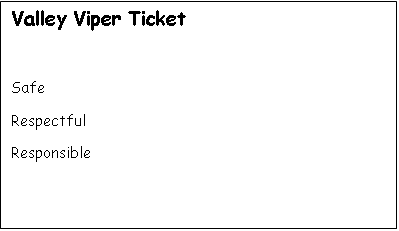 Valley Viper Ticket
Safe
Respectful
Responsible